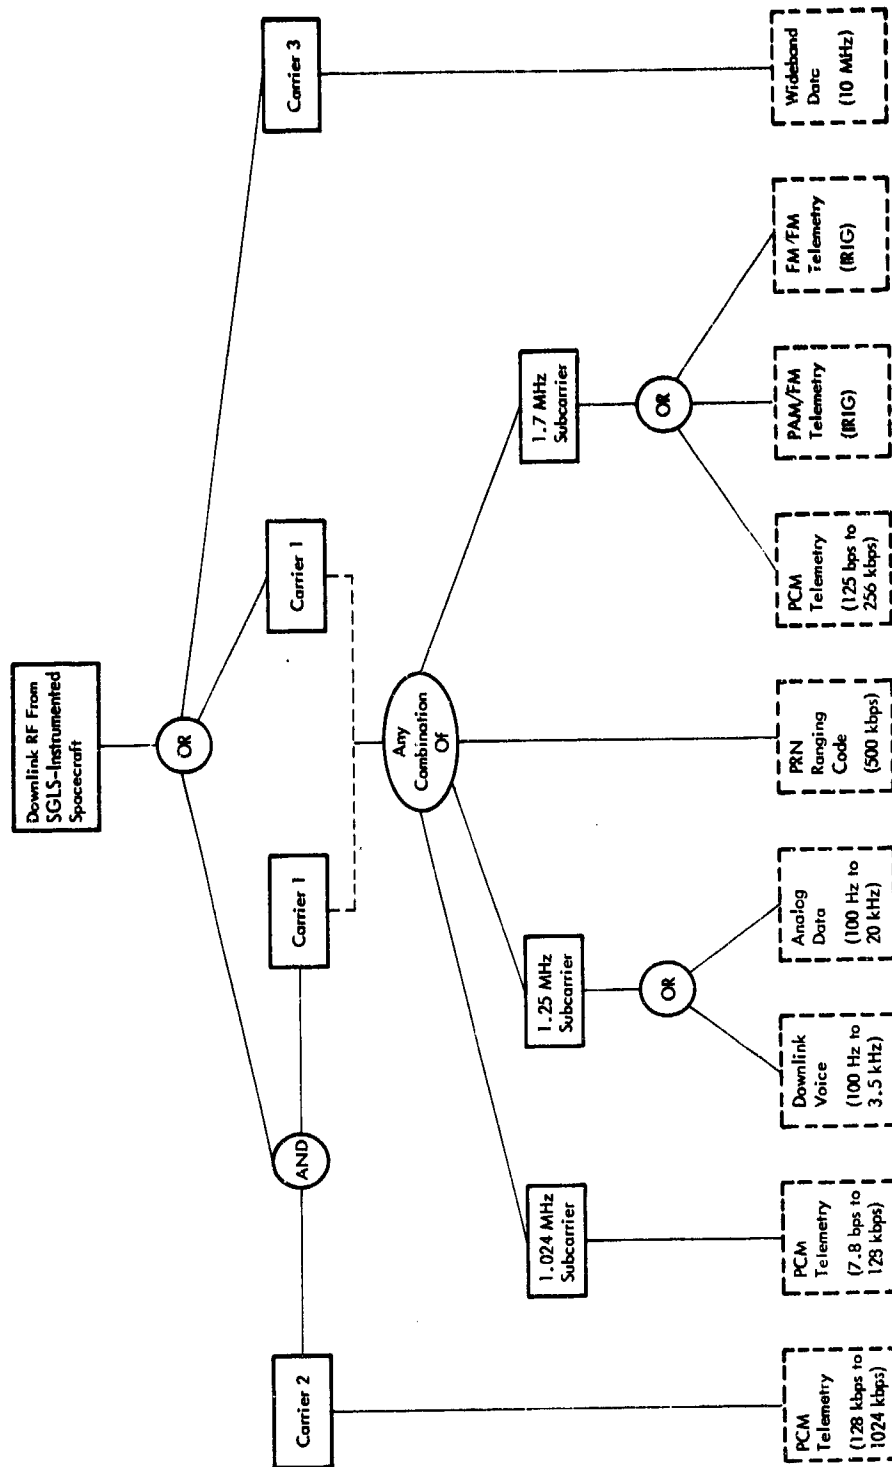 Downlink RF From
SGLS-Instrumented
Spacecraft
OR
Carrier 2
AND
Carrier 1
Carrier 1
Carrier 3
Any
Combination
Of
1.024 MHz
Subcarrier
1.25 MHz
Subcarrier
1.7 MHz
Subcarrier
OR
OR
PCM
Telemetry
(128 kbps to
1024 kbps)
PCM
Telemetry
(7.8 bps to
128 kbps)
Downlink
Voice
(100 Hz to
3.5 kHz)
Analog
Data
(100 Hz to
20 kHz)
PRN
Ranging
Code
(500 kbps)
PCM
Telemetry
(125 bps to
256 kbps)
PAM/FM
Telemetry
(IRIG)
FM/FM
Telemetry
(IRIG)
Wideband
Data
(10 MHz)